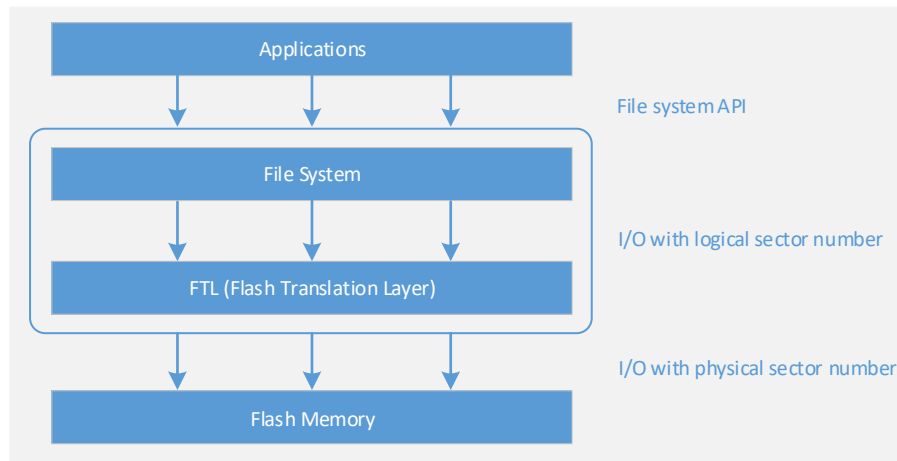 Applications
File system API
File System
I/O with logical sector number
FTL (Flash Translation Layer)
I/O with physical sector number
Flash Memory